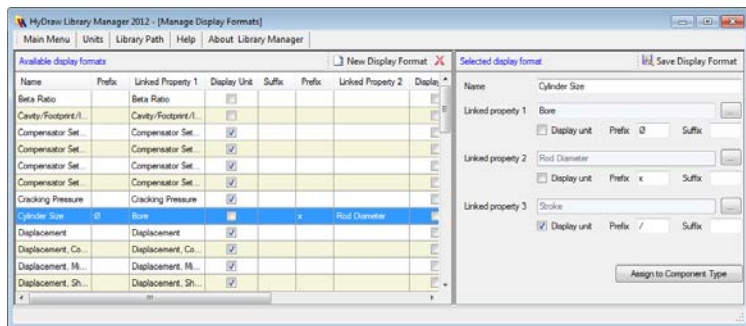 HyDraw Library Manager 2012 - [Manage Display Formats]
Main Menu Units Library Path Help About Library Manager
Available display formats New Display Format
Name Prefix Linked Property 1 Display Unit Suffix Prefix Linked Property 2 Display
Beta Ratio Beta Ratio
Cavity/Footprint/I... Cavity/Footprint/I...
Compensator Set... Compensator Set...
Compensator Set... Compensator Set...
Compensator Set... Compensator Set...
Compensator Set... Compensator Set...
Cracking Pressure Cracking Pressure
Cylinder Size Ø Bore x Rod Diameter
Displacement Displacement
Displacement, Co... Displacement, Co...
Displacement, Mi... Displacement, Mi...
Displacement, Sh... Displacement, Sh...
Selected display format Save Display Format
Name Cylinder Size
Linked property 1 Bore ...
Display unit Prefix Ø Suffix
Linked property 2 Rod Diameter ...
Display unit Prefix x Suffix
Linked property 3 Stroke ...
Display unit Prefix / Suffix
Assign to Component Type